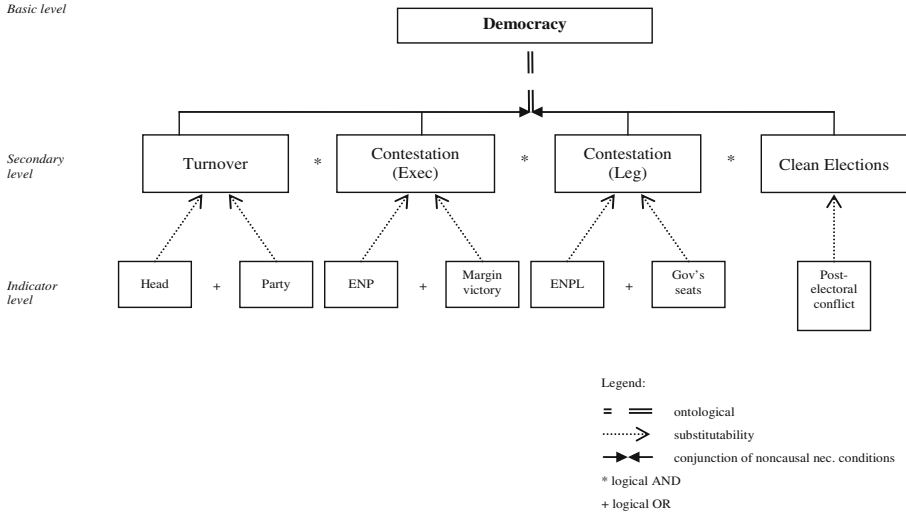 Basic level
Democracy
Secondary
level
Turnover
*
Contestation
(Exec)
*
Contestation
(Leg)
*
Clean Elections
Indicator
level
Head
+
Party
ENP
+
Margin
victory
ENPL
+
Gov's
seats
Post-
electoral
conflict
Legend:
ontological
substitutability
conjunction of noncausal nec. conditions
* logical AND
+ logical OR